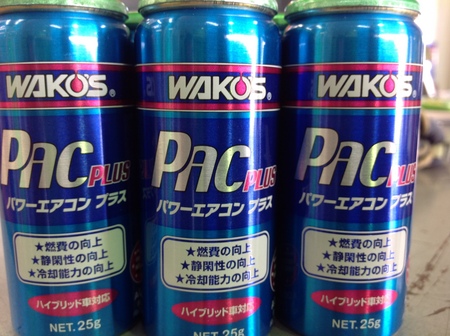 WAKO'S®
PAC PLUS
パワーエアコン プラス
★燃費の向上
★静閑性の向上
★冷却能力の向上
ハイブリッド車対応
NET. 25g
WAKO'S®
PAC PLUS
パワーエアコン プラス
★燃費の向上
★静閑性の向上
★冷却能力の向上
ハイブリッド車対応
NET. 25g
WAKO'S®
PAC PLUS
パワーエアコン プラス
★燃費の向上
★静閑性の向上
★冷却能力の向上
ハイブリッド車対応
NET. 25g